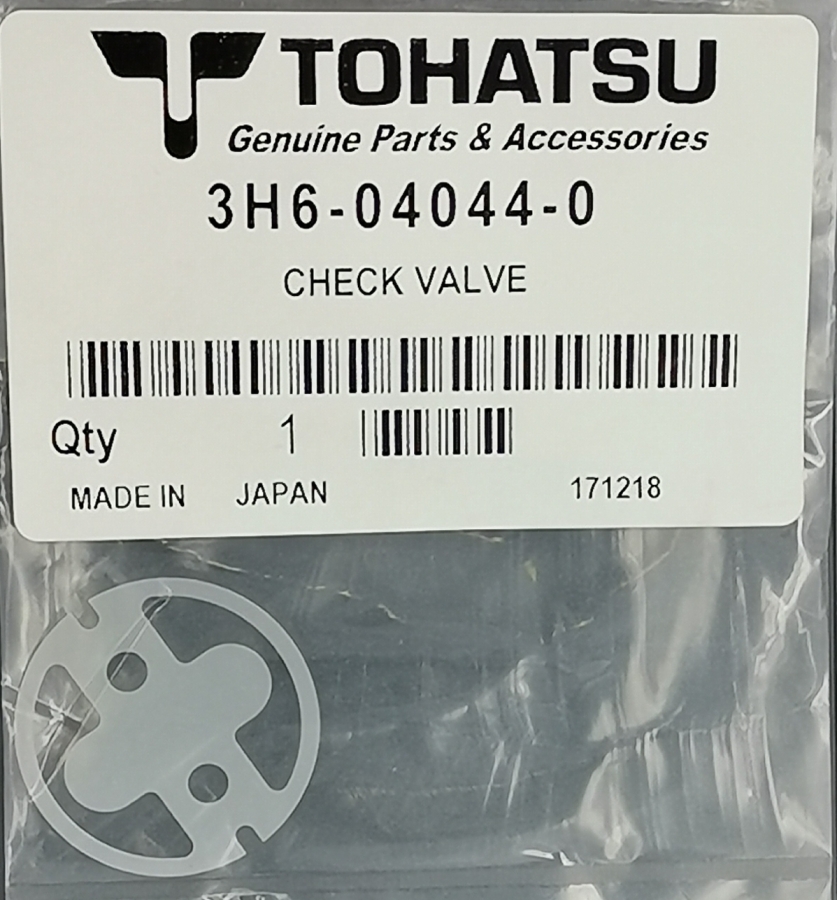 TOHATSU
Genuine Parts & Accessories
3H6-04044-0
CHECK VALVE
Qty 1
MADE IN JAPAN 171218